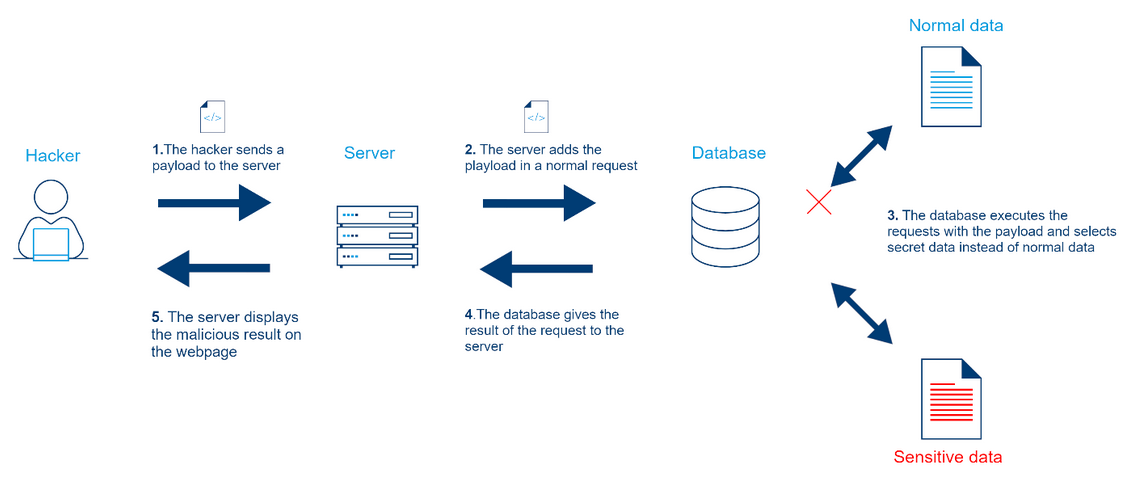 Normal data
</>
</>
1.The hacker sends a
payload to the server
2. The server adds the
playload in a normal request
Hacker
Server
Database
3. The database executes the
requests with the payload and selects
secret data instead of normal data
5. The server displays
the malicious result on
the webpage
4.The database gives the
result of the request to the
server
Sensitive data